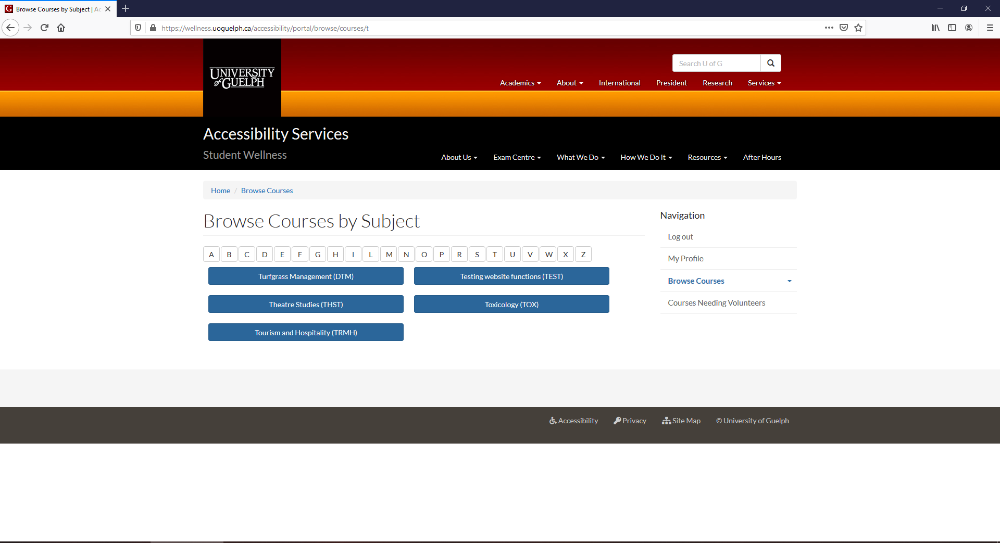 Browse Courses by Subject | Ac
https://wellness.uoguelph.ca/accessibility/portal/browse/courses/t
UNIVERSITY
of GUELPH
Search U of G
Academics About International President Research Services
Accessibility Services
Student Wellness
About Us Exam Centre What We Do How We Do It Resources After Hours
Home / Browse Courses
Browse Courses by Subject
A B C D E F G H I L M N O P R S T U V W X Z
Turfgrass Management (DTM) Testing website functions (TEST)
Theatre Studies (THST) Toxicology (TOX)
Tourism and Hospitality (TRMH)
Navigation
Log out
My Profile
Browse Courses
Courses Needing Volunteers
Accessibility Privacy Site Map © University of Guelph